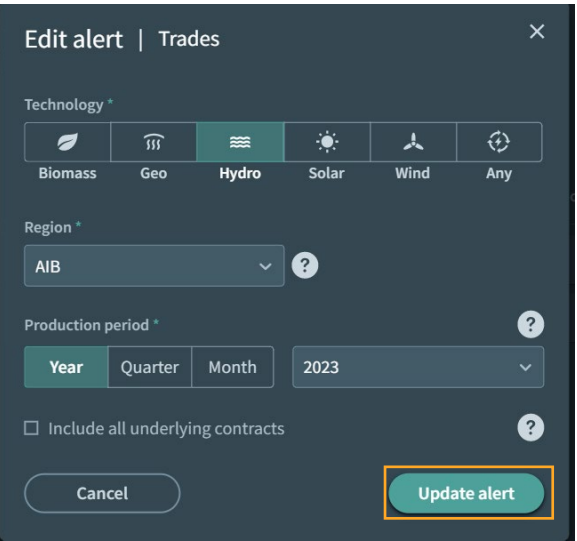 Edit alert | Trades
Technology *
Biomass Geo Hydro Solar Wind Any
Region *
AIB
?
Production period *
?
Year Quarter Month 2023
Include all underlying contracts
?
Cancel Update alert